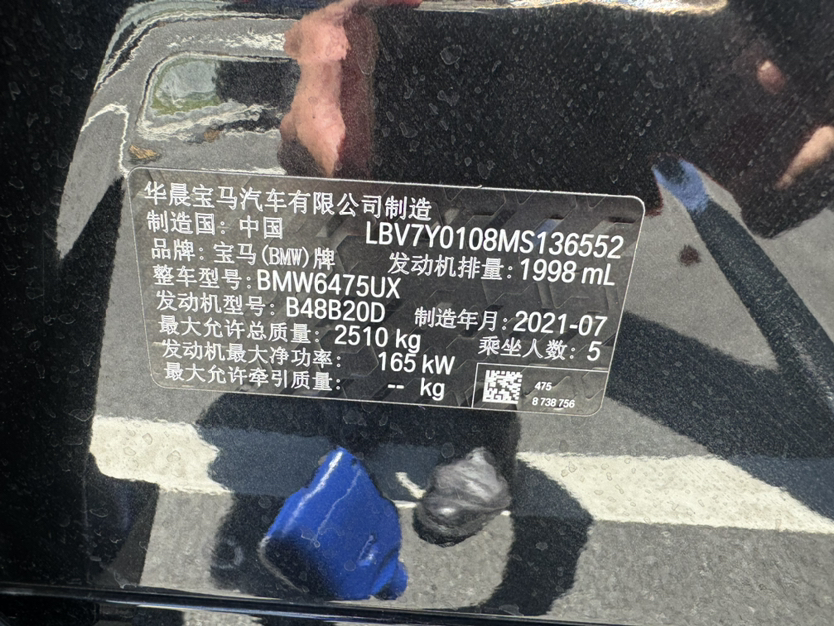 华晨宝马汽车有限公司制造
制造国: 中国 LBV7Y0108MS136552
品牌: 宝马(BMW)牌 发动机排量: 1998 mL
整车型号: BMW6475UX
发动机型号: B48B20D 制造年月: 2021-07
最大允许总质量: 2510 kg 乘坐人数: 5
发动机最大净功率: 165 kW
最大允许牵引质量: -- kg
475
8 738 756